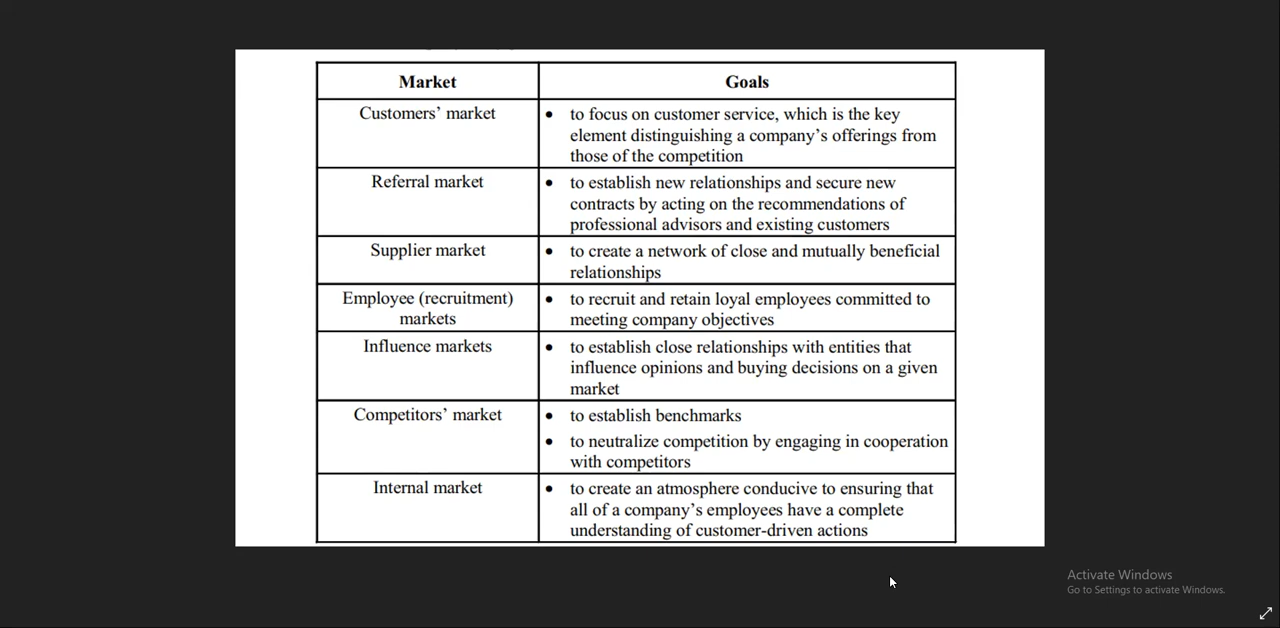 Market
Goals
Customers’ market
• to focus on customer service, which is the key
element distinguishing a company’s offerings from
those of the competition
Referral market
• to establish new relationships and secure new
contracts by acting on the recommendations of
professional advisors and existing customers
Supplier market
• to create a network of close and mutually beneficial
relationships
Employee (recruitment)
markets
• to recruit and retain loyal employees committed to
meeting company objectives
Influence markets
• to establish close relationships with entities that
influence opinions and buying decisions on a given
market
Competitors’ market
• to establish benchmarks
• to neutralize competition by engaging in cooperation
with competitors
Internal market
• to create an atmosphere conducive to ensuring that
all of a company’s employees have a complete
understanding of customer-driven actions
Activate Windows
Go to Settings to activate Windows.